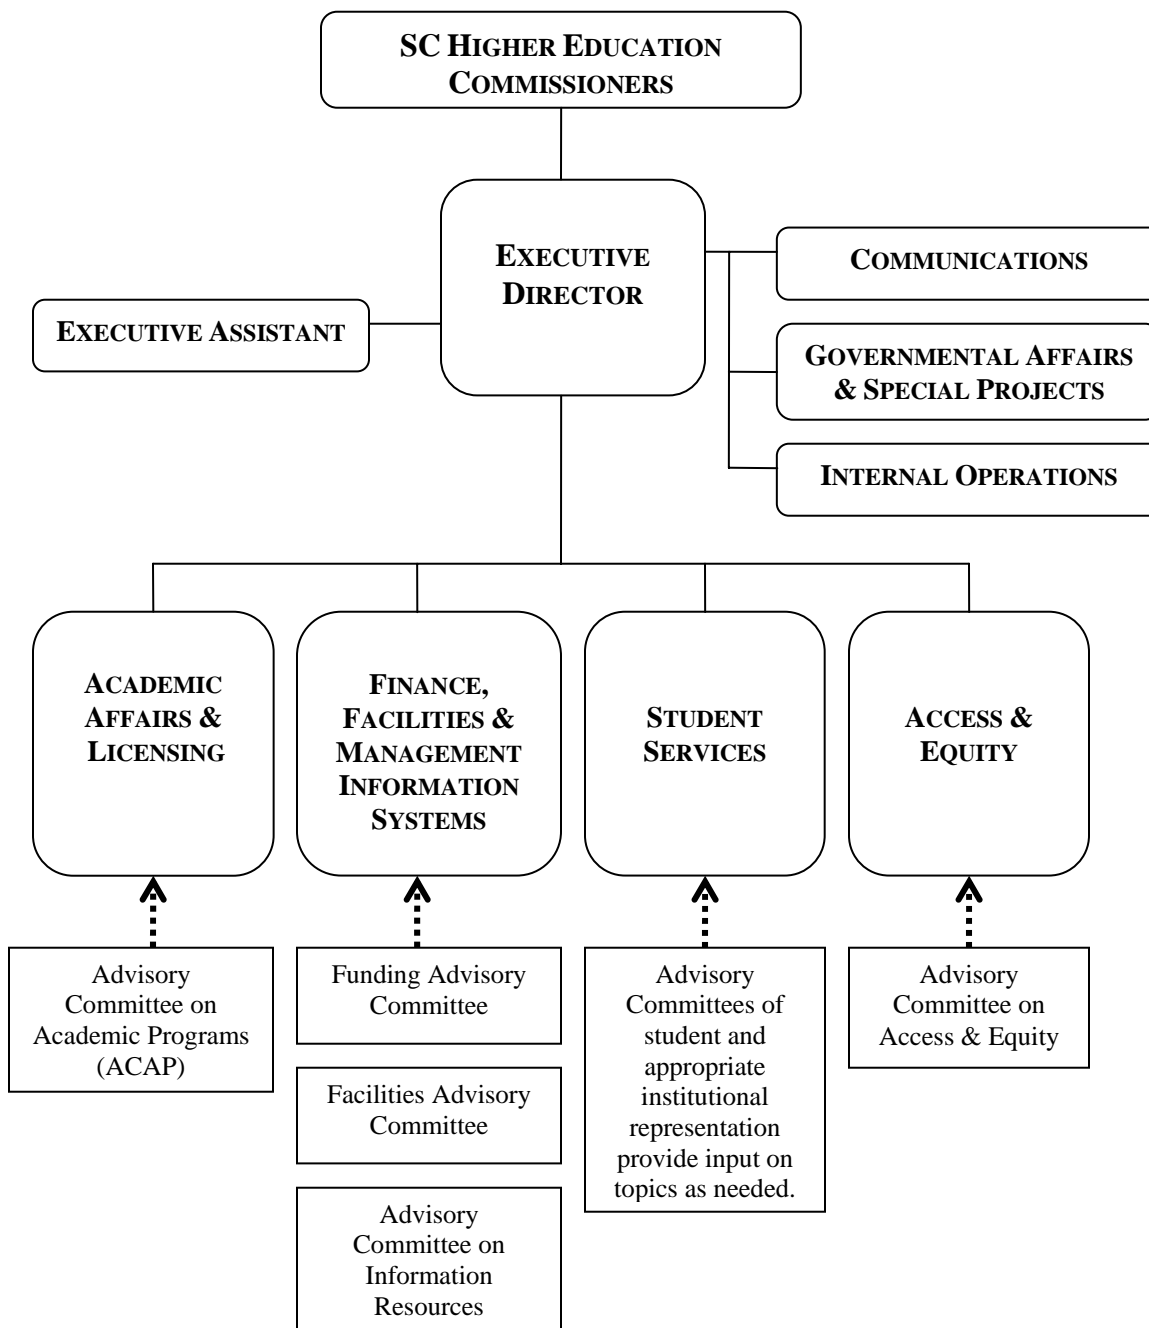 SC HIGHER EDUCATION
COMMISSIONERS
EXECUTIVE
DIRECTOR
COMMUNICATIONS
EXECUTIVE ASSISTANT
GOVERNMENTAL AFFAIRS
& SPECIAL PROJECTS
INTERNAL OPERATIONS
ACADEMIC
AFFAIRS &
LICENSING
FINANCE,
FACILITIES &
MANAGEMENT
INFORMATION
SYSTEMS
STUDENT
SERVICES
ACCESS &
EQUITY
Advisory
Committee on
Academic Programs
(ACAP)
Funding Advisory
Committee
Facilities Advisory
Committee
Advisory
Committee on
Information
Resources
Advisory
Committees of
student and
appropriate
institutional
representation
provide input on
topics as needed.
Advisory
Committee on
Access & Equity